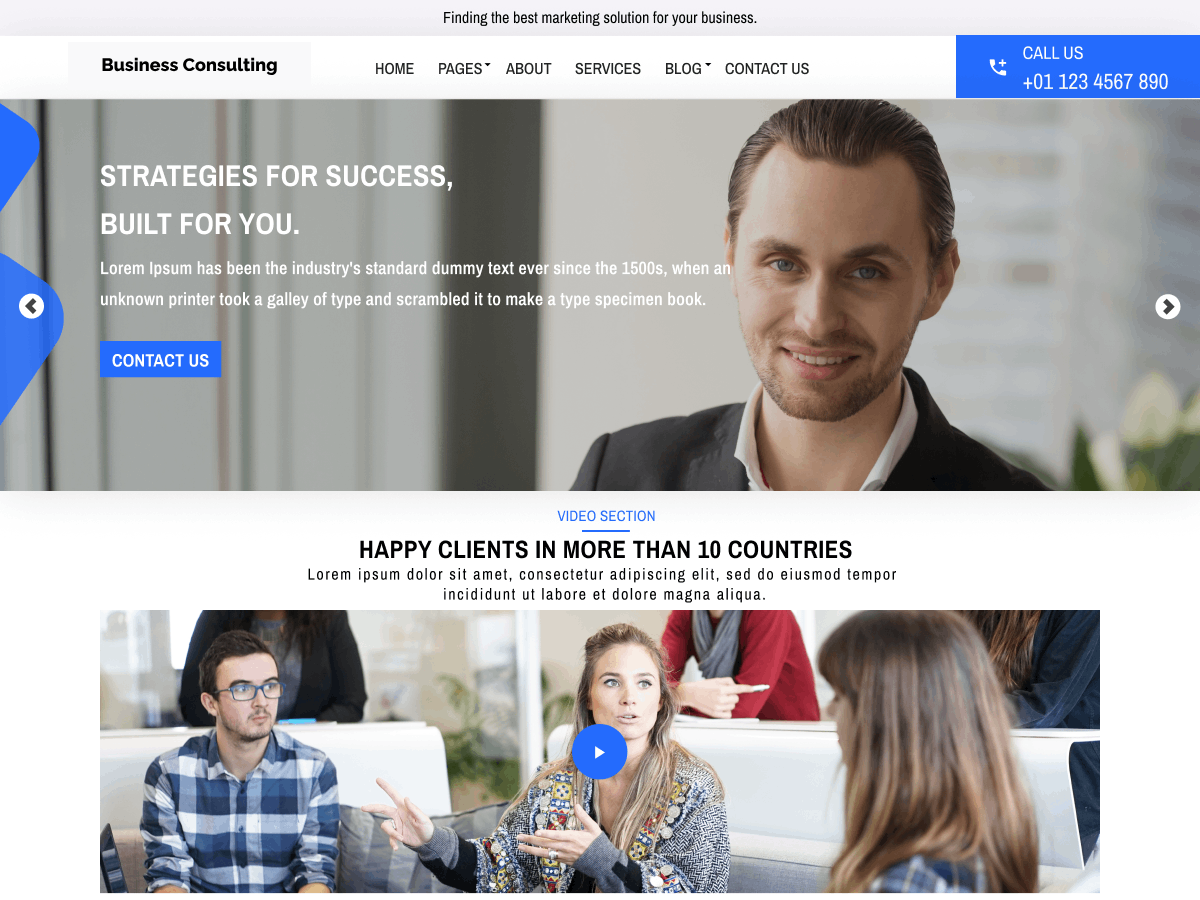 Finding the best marketing solution for your business.
Business Consulting
HOME PAGES ABOUT SERVICES BLOG CONTACT US
CALL US
+01 123 4567 890
STRATEGIES FOR SUCCESS,
BUILT FOR YOU.
Lorem Ipsum has been the industry's standard dummy text ever since the 1500s, when an
unknown printer took a galley of type and scrambled it to make a type specimen book.
CONTACT US
VIDEO SECTION
HAPPY CLIENTS IN MORE THAN 10 COUNTRIES
Lorem ipsum dolor sit amet, consectetur adipiscing elit, sed do eiusmod tempor
incididunt ut labore et dolore magna aliqua.